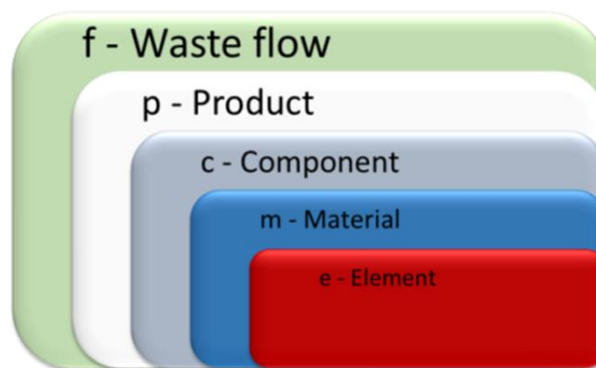 f - Waste flow
p - Product
c - Component
m - Material
e - Element